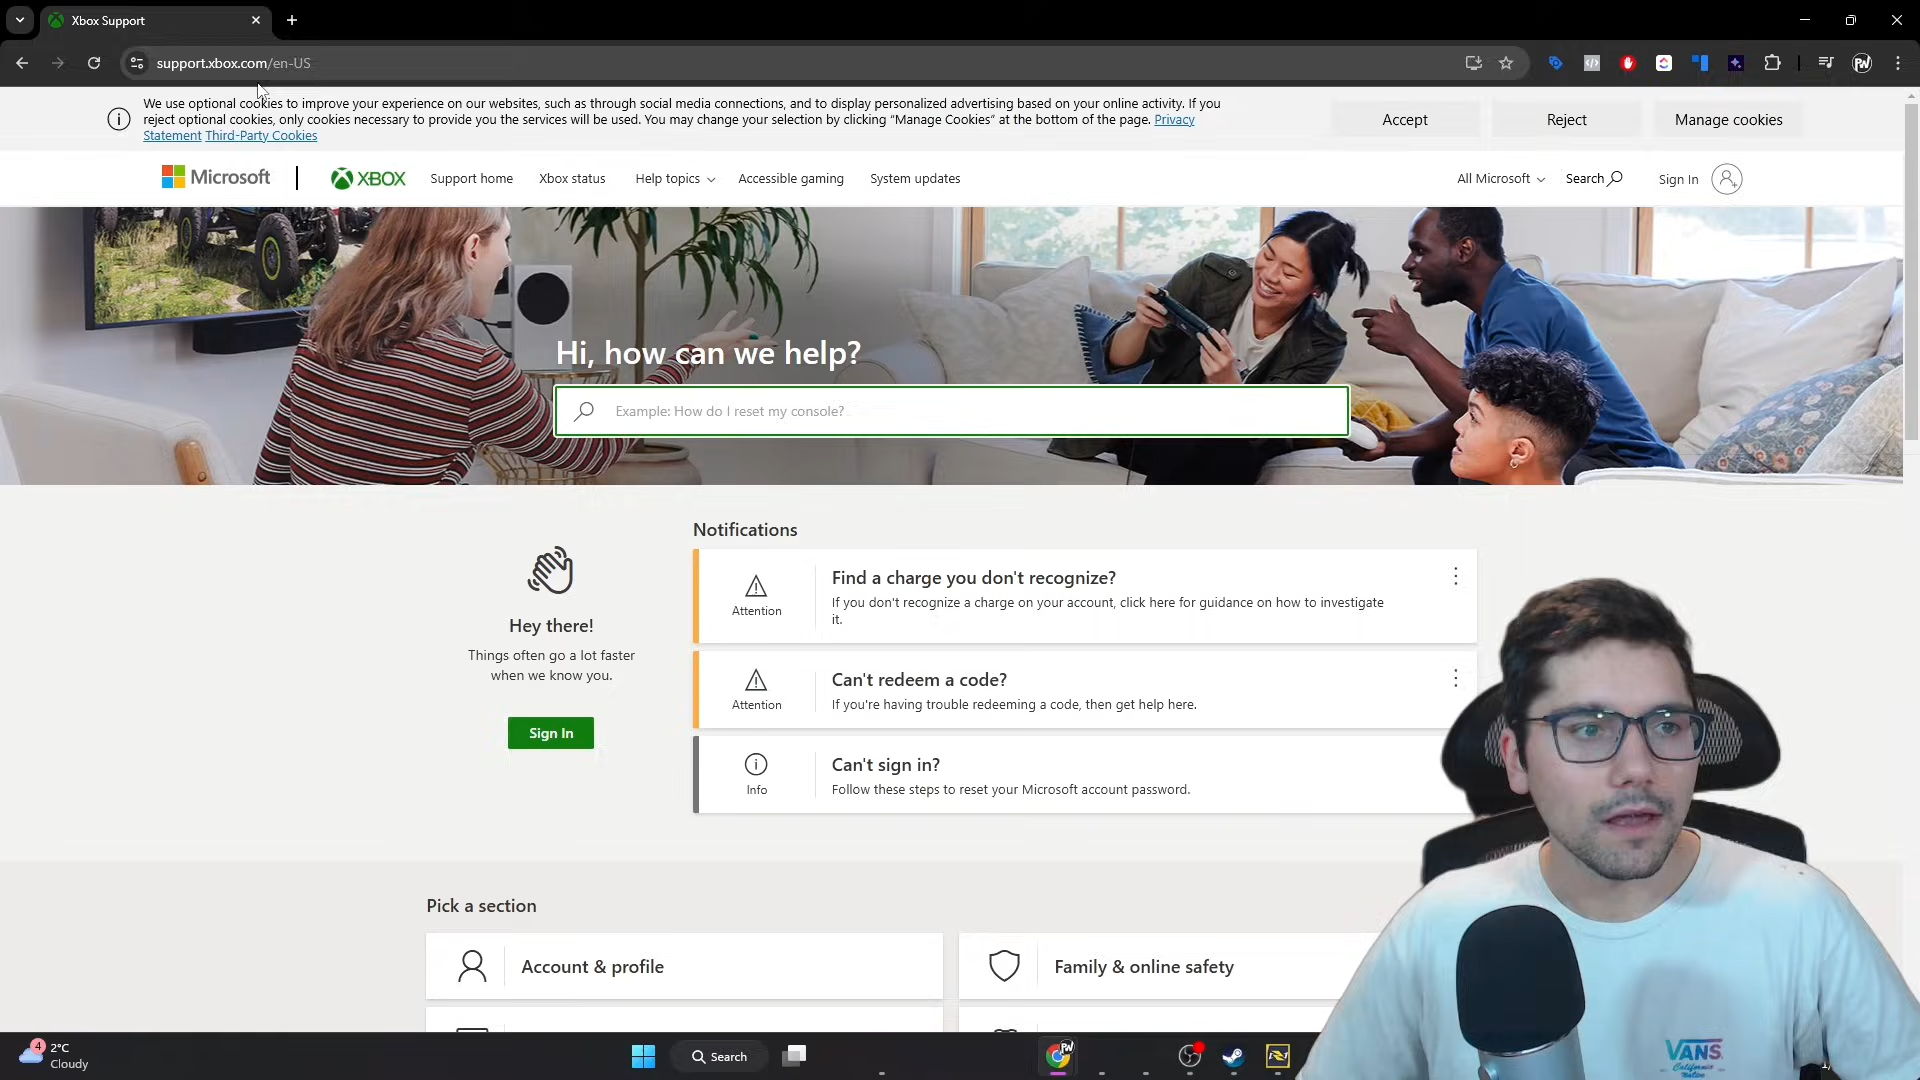 Xbox Support
support.xbox.com/en-US
We use optional cookies to improve your experience on our websites, such as through social media connections, and to display personalized advertising based on your online activity. If you
reject optional cookies, only cookies necessary to provide you the services will be used. You may change your selection by clicking “Manage Cookies” at the bottom of the page. Privacy
Statement Third-Party Cookies
Accept
Reject
Manage cookies
Microsoft
XBOX
Support home
Xbox status
Help topics
Accessible gaming
System updates
All Microsoft
Search
Sign In
Hi, how can we help?
Example: How do I reset my console?
Notifications
Hey there!
Things often go a lot faster
when we know you.
Sign In
Attention
Find a charge you don't recognize?
If you don't recognize a charge on your account, click here for guidance on how to investigate
it.
Attention
Can't redeem a code?
If you're having trouble redeeming a code, then get help here.
Info
Can't sign in?
Follow these steps to reset your Microsoft account password.
Pick a section
Account & profile
Family & online safety
4
2°C
Cloudy
Search
PW
VANS
California
Native